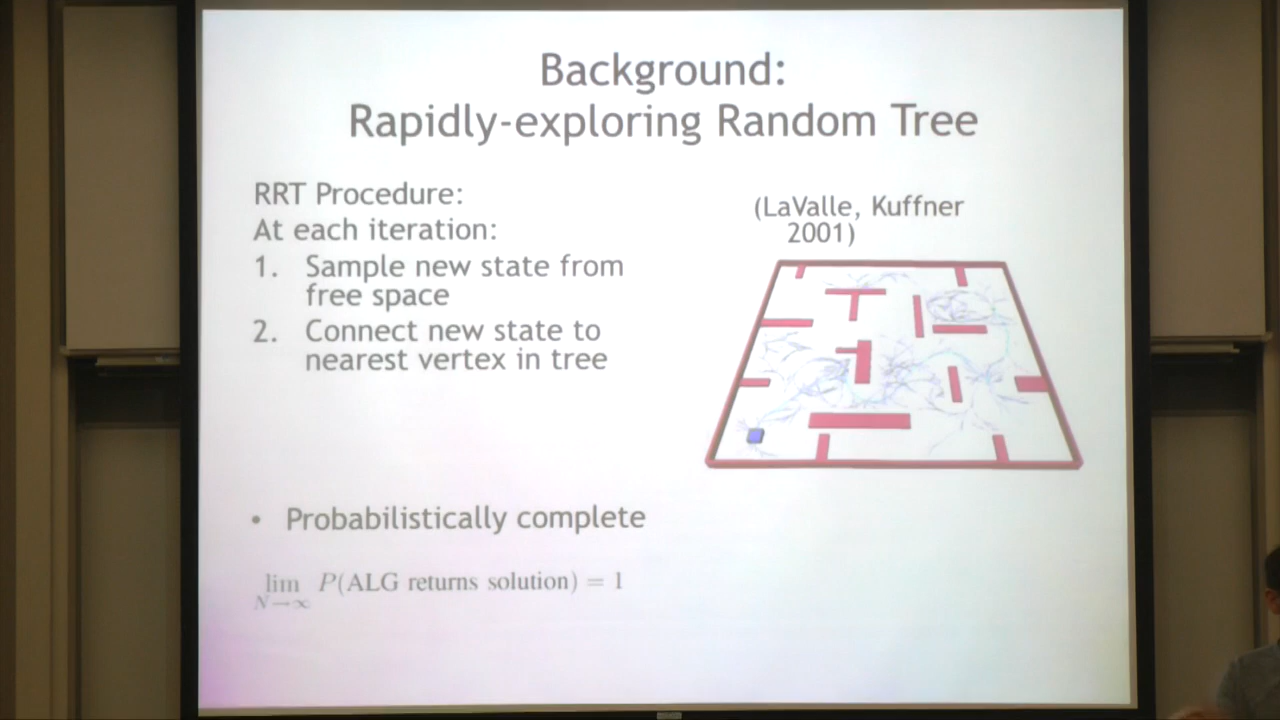 Background:
Rapidly-exploring Random Tree
RRT Procedure:
At each iteration:
1. Sample new state from
free space
2. Connect new state to
nearest vertex in tree
(LaValle, Kuffner
2001)
• Probabilistically complete
lim P(ALG returns solution) = 1
N→∞